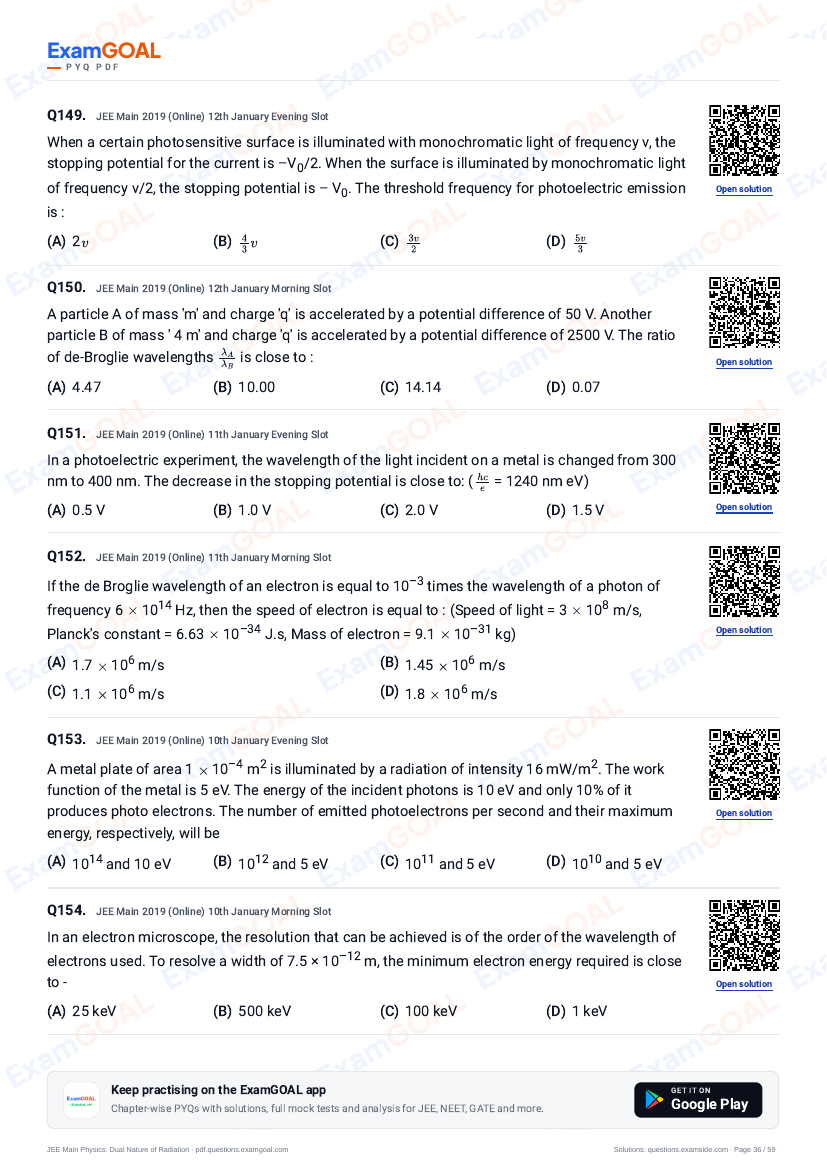 ExamGOAL
PYQ PDF
Q149. JEE Main 2019 (Online) 12th January Evening Slot
When a certain photosensitive surface is illuminated with monochromatic light of frequency v, the
stopping potential for the current is −V₀/2. When the surface is illuminated by monochromatic light
of frequency v/2, the stopping potential is − V₀. The threshold frequency for photoelectric emission
is :
(A) 2v (B) 4/3 v (C) 3v/2 (D) 5v/3
Open solution
Q150. JEE Main 2019 (Online) 12th January Morning Slot
A particle A of mass 'm' and charge 'q' is accelerated by a potential difference of 50 V. Another
particle B of mass ' 4 m' and charge 'q' is accelerated by a potential difference of 2500 V. The ratio
of de-Broglie wavelengths λA/λB is close to :
(A) 4.47 (B) 10.00 (C) 14.14 (D) 0.07
Open solution
Q151. JEE Main 2019 (Online) 11th January Evening Slot
In a photoelectric experiment, the wavelength of the light incident on a metal is changed from 300
nm to 400 nm. The decrease in the stopping potential is close to: ( hc/e = 1240 nm eV)
(A) 0.5 V (B) 1.0 V (C) 2.0 V (D) 1.5 V
Open solution
Q152. JEE Main 2019 (Online) 11th January Morning Slot
If the de Broglie wavelength of an electron is equal to 10⁻³ times the wavelength of a photon of
frequency 6 × 10¹⁴ Hz, then the speed of electron is equal to : (Speed of light = 3 × 10⁸ m/s,
Planck's constant = 6.63 × 10⁻³⁴ J.s, Mass of electron = 9.1 × 10⁻³¹ kg)
(A) 1.7 × 10⁶ m/s (B) 1.45 × 10⁶ m/s
(C) 1.1 × 10⁶ m/s (D) 1.8 × 10⁶ m/s
Open solution
Q153. JEE Main 2019 (Online) 10th January Evening Slot
A metal plate of area 1 × 10⁻⁴ m² is illuminated by a radiation of intensity 16 mW/m². The work
function of the metal is 5 eV. The energy of the incident photons is 10 eV and only 10% of it
produces photo electrons. The number of emitted photoelectrons per second and their maximum
energy, respectively, will be
(A) 10¹⁴ and 10 eV (B) 10¹² and 5 eV (C) 10¹¹ and 5 eV (D) 10¹⁰ and 5 eV
Open solution
Q154. JEE Main 2019 (Online) 10th January Morning Slot
In an electron microscope, the resolution that can be achieved is of the order of the wavelength of
electrons used. To resolve a width of 7.5 × 10⁻¹² m, the minimum electron energy required is close
to -
(A) 25 keV (B) 500 keV (C) 100 keV (D) 1 keV
Open solution
ExamGOAL
Keep practising on the ExamGOAL app
Chapter-wise PYQs with solutions, full mock tests and analysis for JEE, NEET, GATE and more.
GET IT ON
Google Play
JEE Main Physics: Dual Nature of Radiation · pdf.questions.examgoal.com
Solutions: questions.examside.com · Page 36 / 59